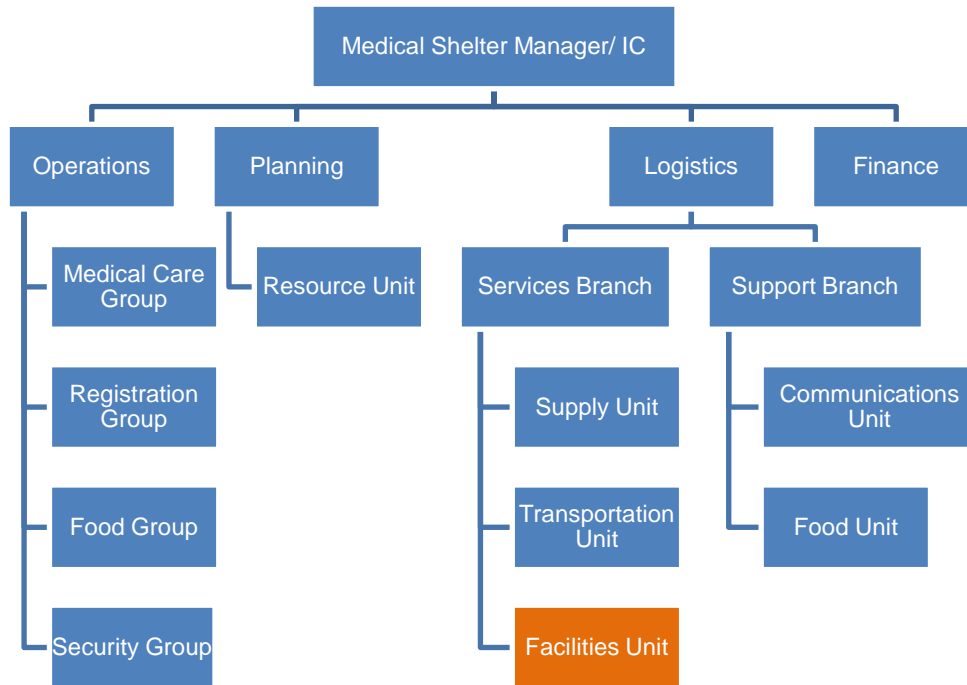 Medical Shelter Manager/ IC
Operations
Planning
Logistics
Finance
Medical Care
Group
Resource Unit
Services Branch
Support Branch
Registration
Group
Supply Unit
Communications
Unit
Food Group
Transportation
Unit
Food Unit
Security Group
Facilities Unit